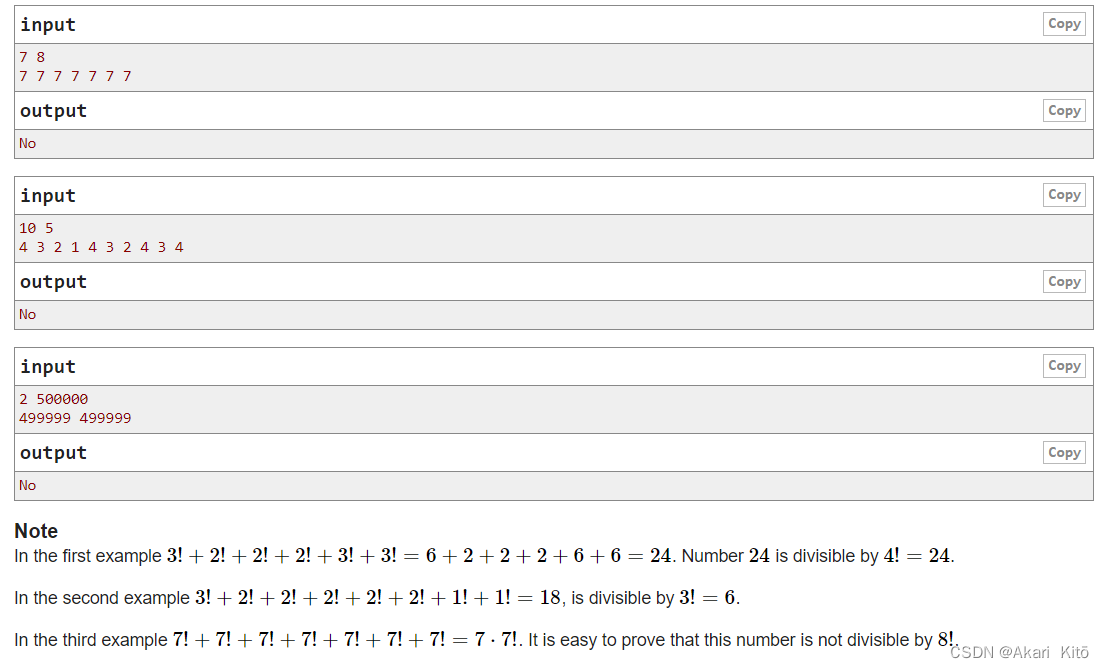 input
Copy
7 8
7 7 7 7 7 7 7
output
Copy
No
input
Copy
10 5
4 3 2 1 4 3 2 4 3 4
output
Copy
No
input
Copy
2 500000
499999 499999
output
Copy
No
Note
In the first example 3! + 2! + 2! + 2! + 3! + 3! = 6 + 2 + 2 + 2 + 6 + 6 = 24. Number 24 is divisible by 4! = 24.
In the second example 3! + 2! + 2! + 2! + 2! + 2! + 1! + 1! = 18, is divisible by 3! = 6.
In the third example 7! + 7! + 7! + 7! + 7! + 7! + 7! = 7 · 7!. It is easy to prove that this number is not divisible by 8!.
CSDN @Akari_Kitō